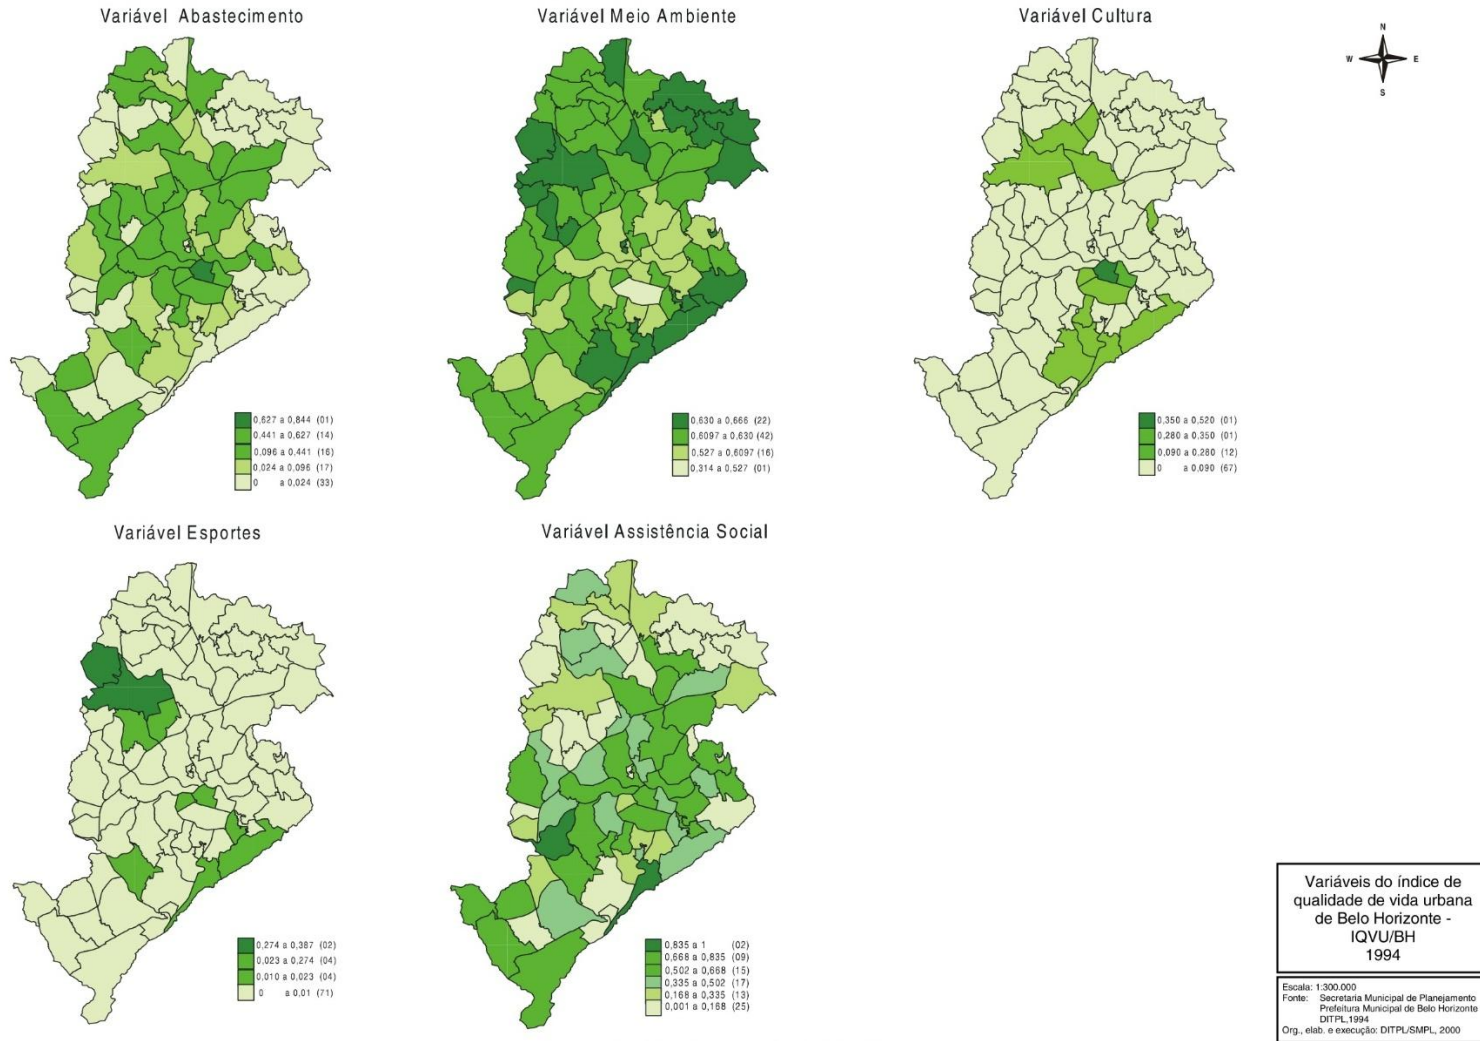 Variável Abastecimento
0,627 a 0,844 (01)
0,441 a 0,627 (14)
0,096 a 0,441 (16)
0,024 a 0,096 (17)
0 a 0,024 (33)
Variável Meio Ambiente
0,630 a 0,666 (22)
0,6097 a 0,630 (42)
0,527 a 0,6097 (16)
0,314 a 0,527 (01)
Variável Cultura
0,350 a 0,520 (01)
0,280 a 0,350 (01)
0,090 a 0,280 (12)
0 a 0,090 (67)
N
W E
S
Variável Esportes
0,274 a 0,387 (02)
0,023 a 0,274 (04)
0,010 a 0,023 (04)
0 a 0,01 (71)
Variável Assistência Social
0,835 a 1 (02)
0,668 a 0,835 (09)
0,502 a 0,668 (15)
0,335 a 0,502 (17)
0,168 a 0,335 (13)
0,001 a 0,168 (25)
Variáveis do índice de
qualidade de vida urbana
de Belo Horizonte -
IQVU/BH
1994
Escala: 1:300.000
Fonte: Secretaria Municipal de Planejamento
Prefeitura Municipal de Belo Horizonte
DITPL,1994
Org., elab. e execução: DITPL/SMPL, 2000